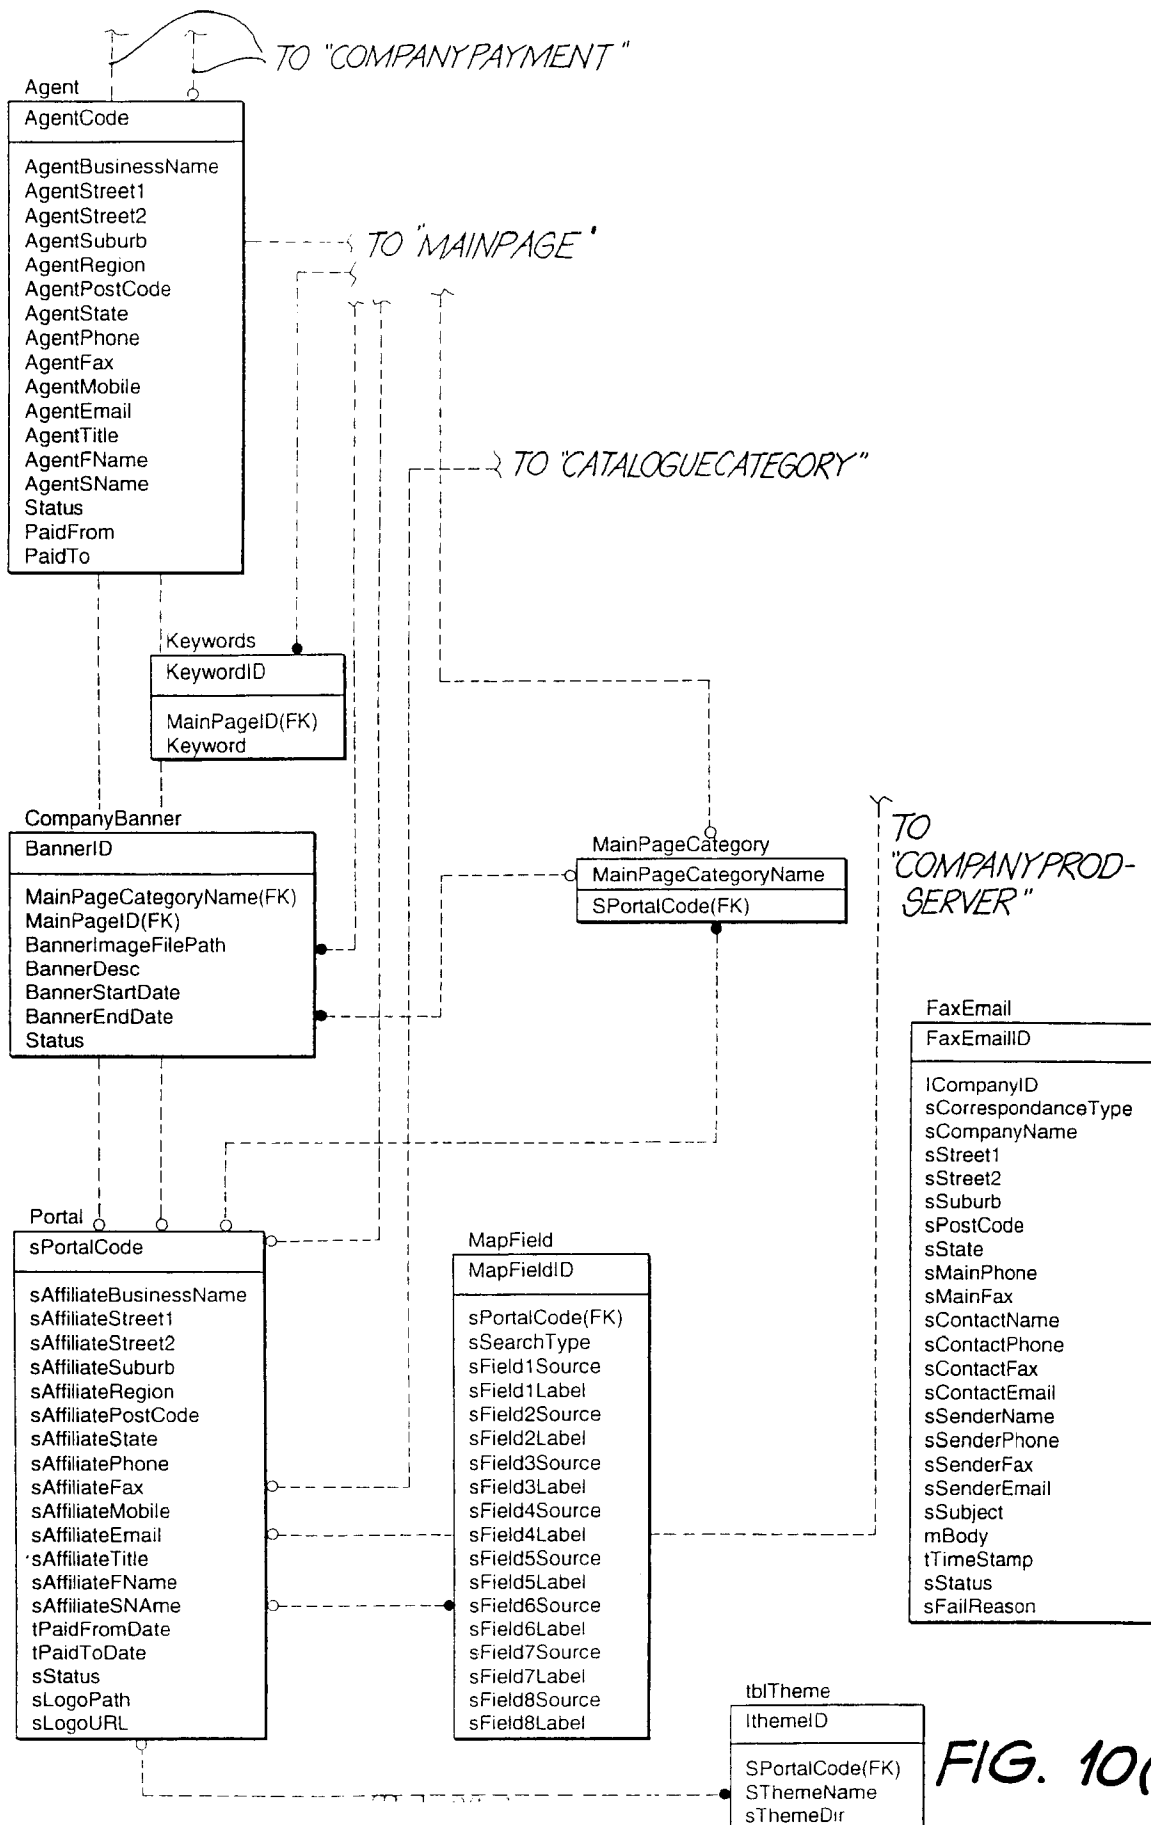 TO "COMPANYPAYMENT"
Agent
AgentCode
AgentBusinessName
AgentStreet1
AgentStreet2
AgentSuburb
AgentRegion
AgentPostCode
AgentState
AgentPhone
AgentFax
AgentMobile
AgentEmail
AgentTitle
AgentFName
AgentSName
Status
PaidFrom
PaidTo
TO "MAINPAGE"
TO "CATALOGUECATEGORY"
Keywords
KeywordID
MainPageID(FK)
Keyword
CompanyBanner
BannerID
MainPageCategoryName(FK)
MainPageID(FK)
BannerImageFilePath
BannerDesc
BannerStartDate
BannerEndDate
Status
MainPageCategory
MainPageCategoryName
SPortalCode(FK)
TO
"COMPANYPROD-
SERVER"
FaxEmail
FaxEmailID
lCompanyID
sCorrespondanceType
sCompanyName
sStreet1
sStreet2
sSuburb
sPostCode
sState
sMainPhone
sMainFax
sContactName
sContactPhone
sContactFax
sContactEmail
sSenderName
sSenderPhone
sSenderFax
sSenderEmail
sSubject
mBody
tTimeStamp
sStatus
sFailReason
Portal
sPortalCode
sAffiliateBusinessName
sAffiliateStreet1
sAffiliateStreet2
sAffiliateSuburb
sAffiliateRegion
sAffiliatePostCode
sAffiliateState
sAffiliatePhone
sAffiliateFax
sAffiliateMobile
sAffiliateEmail
sAffiliateTitle
sAffiliateFName
sAffiliateSNAme
tPaidFromDate
tPaidToDate
sStatus
sLogoPath
sLogoURL
MapField
MapFieldID
sPortalCode(FK)
sSearchType
sField1Source
sField1Label
sField2Source
sField2Label
sField3Source
sField3Label
sField4Source
sField4Label
sField5Source
sField5Label
sField6Source
sField6Label
sField7Source
sField7Label
sField8Source
sField8Label
tblTheme
lthemeID
SPortalCode(FK)
SThemeName
sThemeDir
FIG. 10(